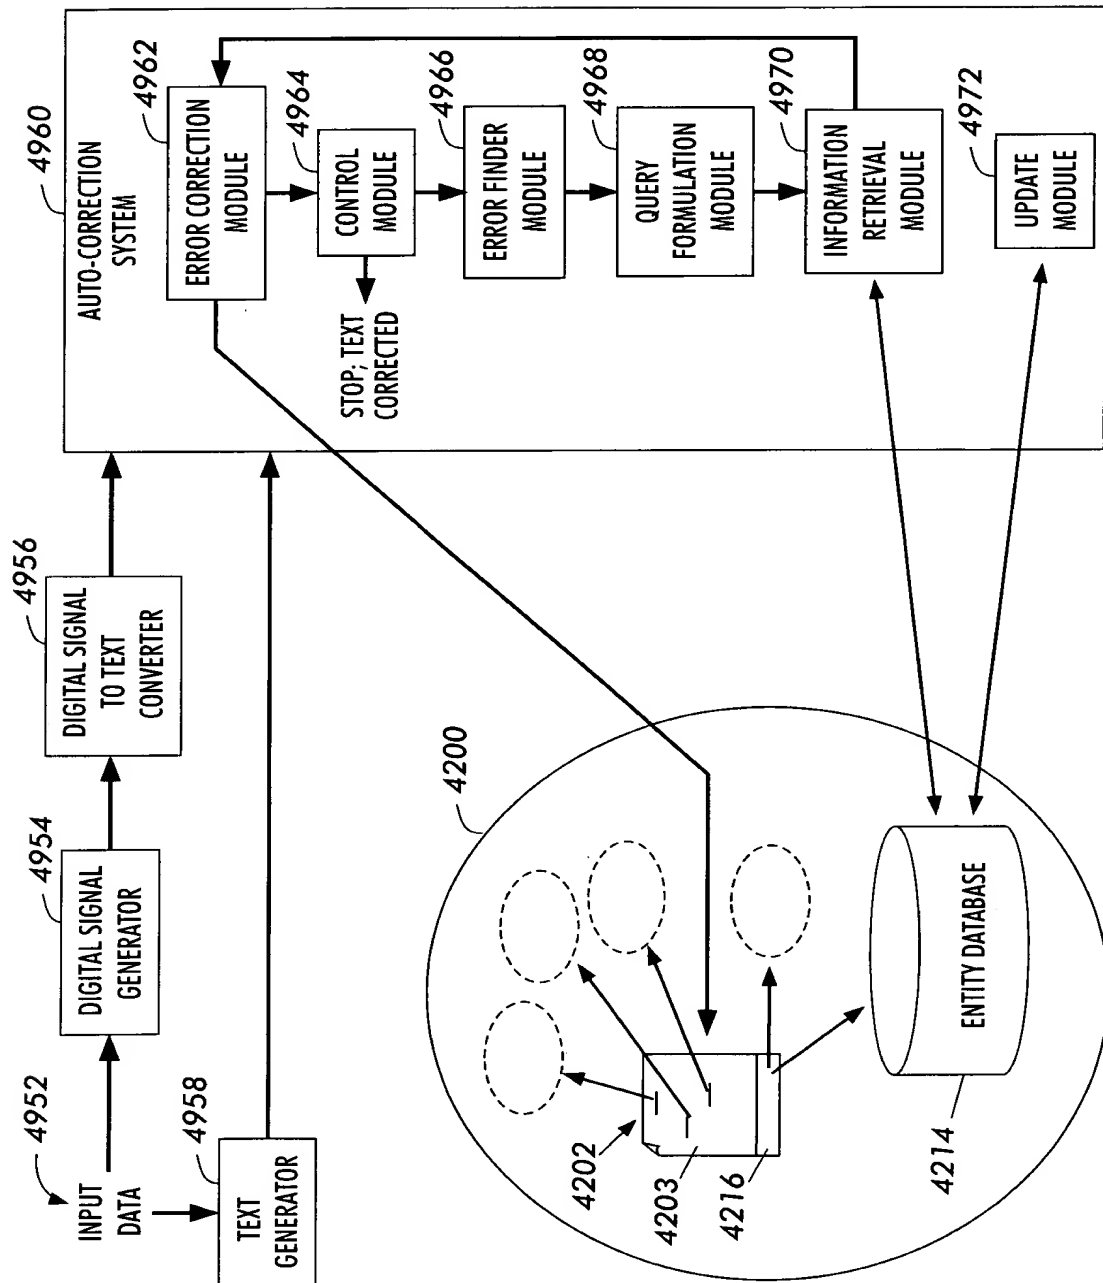 4952
INPUT
DATA
4954
DIGITAL SIGNAL
GENERATOR
4956
DIGITAL SIGNAL
TO TEXT
CONVERTER
4958
TEXT
GENERATOR
4960
AUTO-CORRECTION
SYSTEM
4962
ERROR CORRECTION
MODULE
4964
CONTROL
MODULE
STOP; TEXT
CORRECTED
4966
ERROR FINDER
MODULE
4968
QUERY
FORMULATION
MODULE
4970
INFORMATION
RETRIEVAL
MODULE
4972
UPDATE
MODULE
4200
4202
4203
4216
4214
ENTITY DATABASE